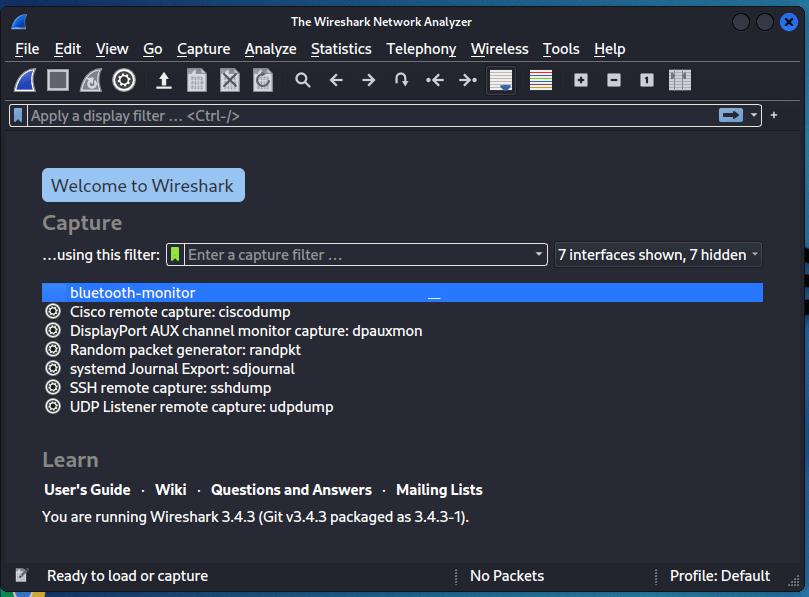 The Wireshark Network Analyzer
File Edit View Go Capture Analyze Statistics Telephony Wireless Tools Help
Apply a display filter … <Ctrl-/> +
Welcome to Wireshark
Capture
…using this filter: Enter a capture filter … 7 interfaces shown, 7 hidden
bluetooth-monitor
Cisco remote capture: ciscodump
DisplayPort AUX channel monitor capture: dpauxmon
Random packet generator: randpkt
systemd Journal Export: sdjournal
SSH remote capture: sshdump
UDP Listener remote capture: udpdump
Learn
User's Guide · Wiki · Questions and Answers · Mailing Lists
You are running Wireshark 3.4.3 (Git v3.4.3 packaged as 3.4.3-1).
Ready to load or capture No Packets Profile: Default